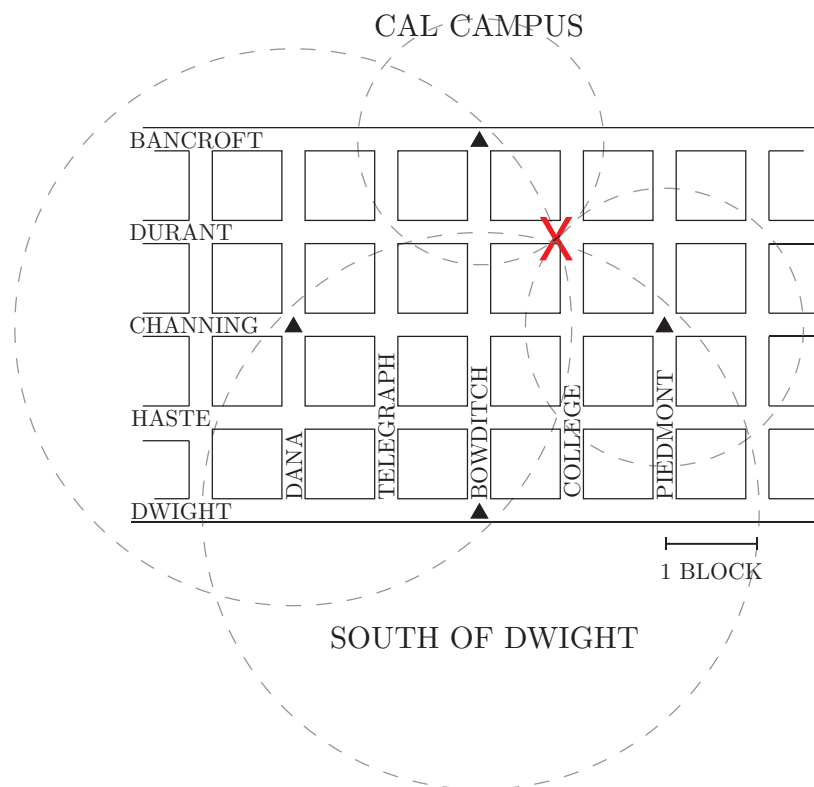 CAL CAMPUS
BANCROFT
DURANT
X
CHANNING
HASTE
DANA
TELEGRAPH
BOWDITCH
COLLEGE
PIEDMONT
DWIGHT
1 BLOCK
SOUTH OF DWIGHT